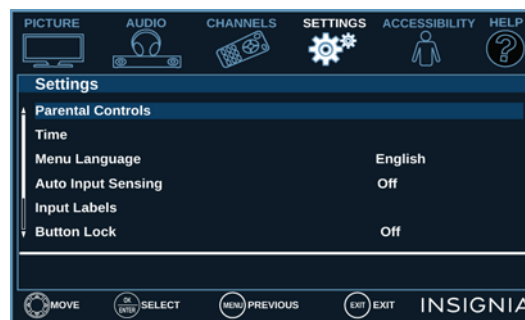 PICTURE AUDIO CHANNELS SETTINGS ACCESSIBILITY HELP
?
Settings
Parental Controls
Time
Menu Language English
Auto Input Sensing Off
Input Labels
Button Lock Off
MOVE OK ENTER SELECT MENU PREVIOUS EXIT EXIT INSIGNIA